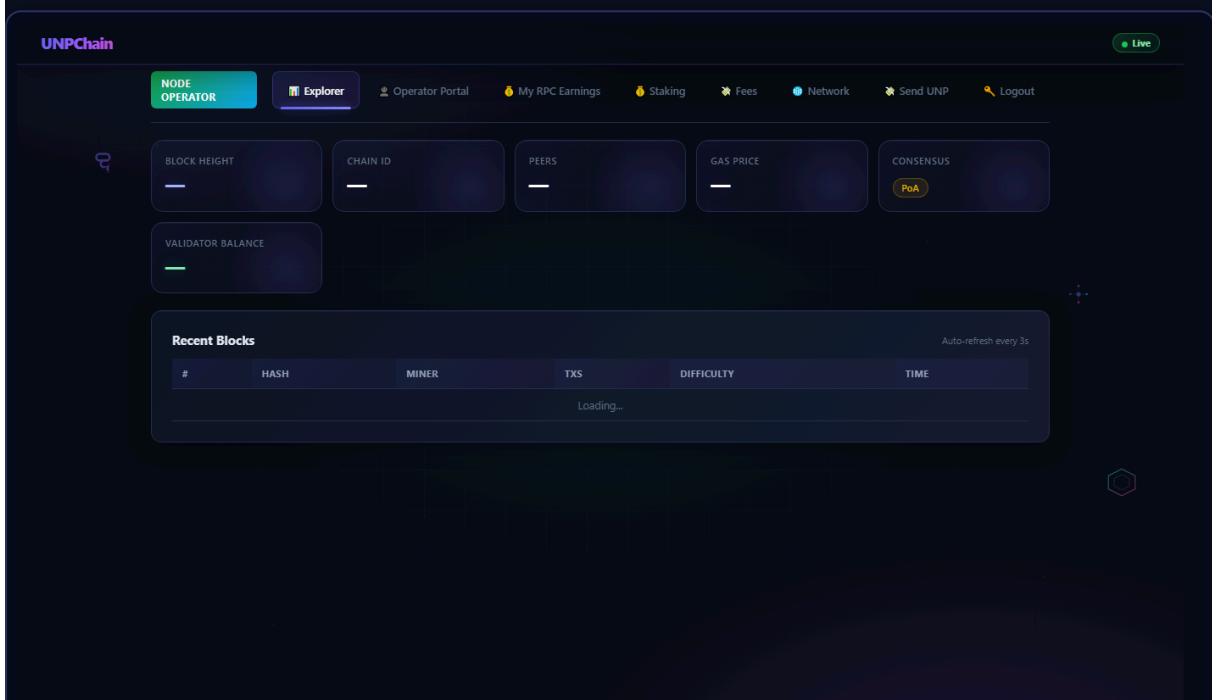 UNPChain
Live
NODE OPERATOR
Explorer
Operator Portal
My RPC Earnings
Staking
Fees
Network
Send UNP
Logout
BLOCK HEIGHT
—
CHAIN ID
—
PEERS
—
GAS PRICE
—
CONSENSUS
PoA
VALIDATOR BALANCE
—
Recent Blocks
Auto-refresh every 3s
# HASH MINER TXS DIFFICULTY TIME
Loading...